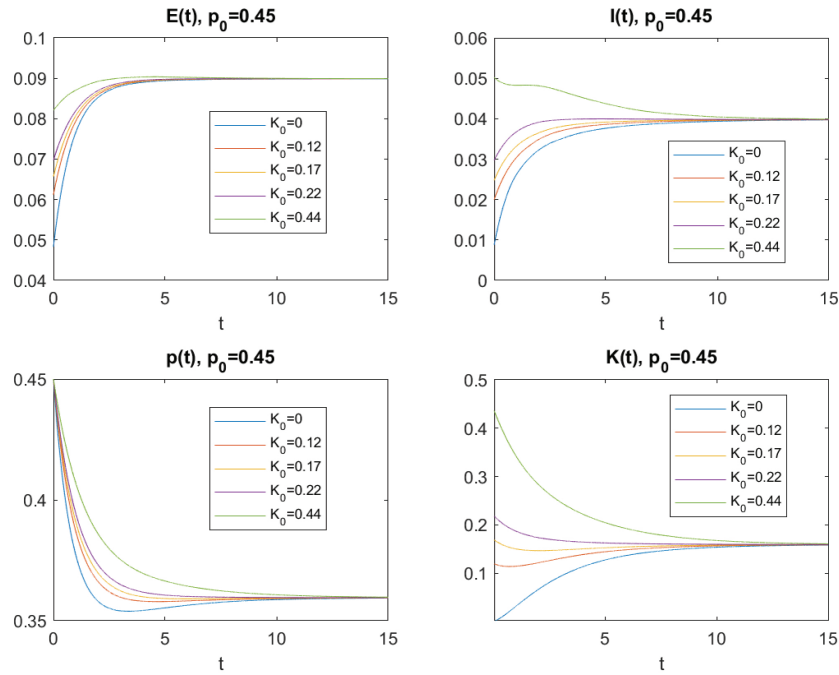 E(t), p₀=0.45
0.1
0.09
0.08
0.07
0.06
0.05
0.04
0
5
10
15
t
K₀=0
K₀=0.12
K₀=0.17
K₀=0.22
K₀=0.44
I(t), p₀=0.45
0.06
0.05
0.04
0.03
0.02
0.01
0
0
5
10
15
t
K₀=0
K₀=0.12
K₀=0.17
K₀=0.22
K₀=0.44
p(t), p₀=0.45
0.45
0.4
0.35
0
5
10
15
t
K₀=0
K₀=0.12
K₀=0.17
K₀=0.22
K₀=0.44
K(t), p₀=0.45
0.5
0.4
0.3
0.2
0.1
5
10
15
t
K₀=0
K₀=0.12
K₀=0.17
K₀=0.22
K₀=0.44